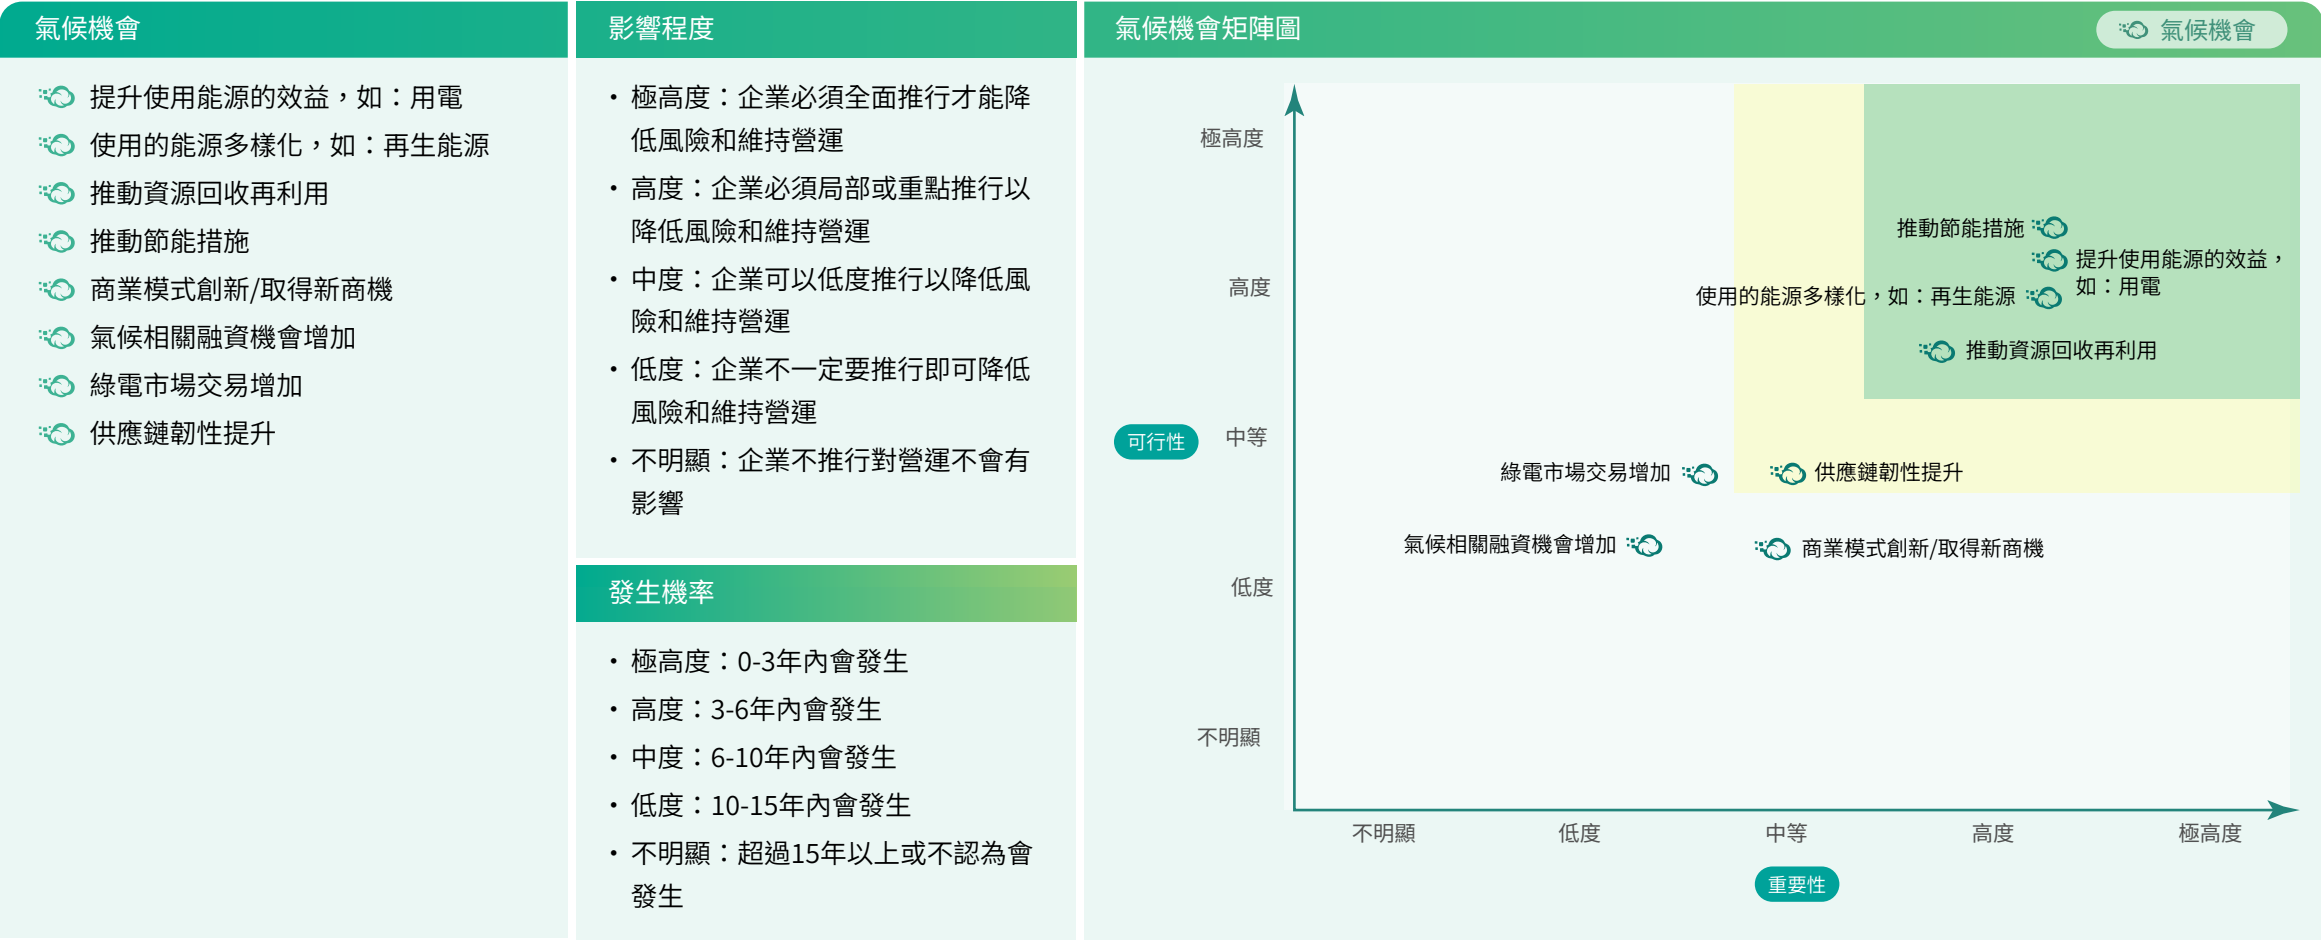 氣候機會
提升使用能源的效益，如：用電
使用的能源多樣化，如：再生能源
推動資源回收再利用
推動節能措施
商業模式創新/取得新商機
氣候相關融資機會增加
綠電市場交易增加
供應鏈韌性提升
影響程度
・極高度：企業必須全面推行才能降
低風險和維持營運
・高度：企業必須局部或重點推行以
降低風險和維持營運
・中度：企業可以低度推行以降低風
險和維持營運
・低度：企業不一定要推行即可降低
風險和維持營運
・不明顯：企業不推行對營運不會有
影響
發生機率
・極高度：0-3年內會發生
・高度：3-6年內會發生
・中度：6-10年內會發生
・低度：10-15年內會發生
・不明顯：超過15年以上或不認為會
發生
氣候機會矩陣圖
氣候機會
可行性
極高度
高度
中等
低度
不明顯
推動節能措施
提升使用能源的效益，
如：用電
使用的能源多樣化，如：再生能源
推動資源回收再利用
綠電市場交易增加
供應鏈韌性提升
氣候相關融資機會增加
商業模式創新/取得新商機
不明顯
低度
中等
高度
極高度
重要性